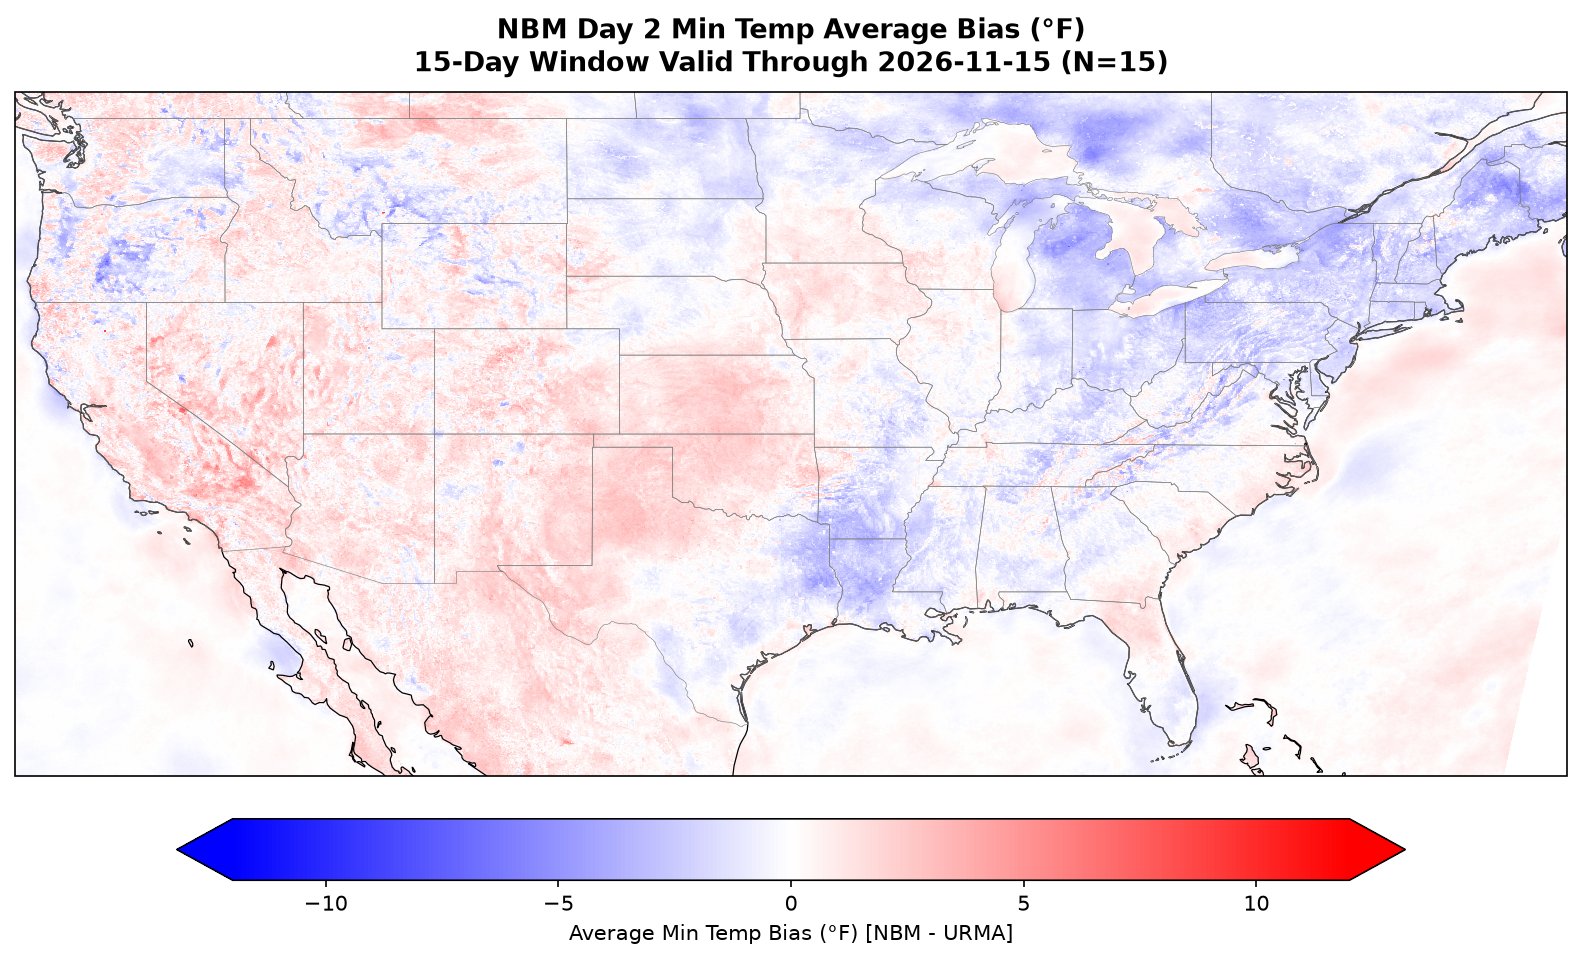 NBM Day 2 Min Temp Average Bias (°F)
15-Day Window Valid Through 2026-11-15 (N=15)
−10 −5 0 5 10
Average Min Temp Bias (°F) [NBM - URMA]